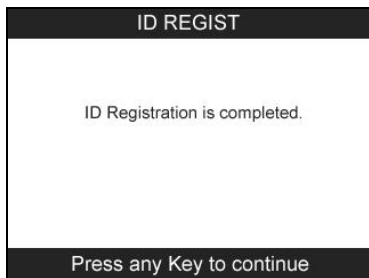 ID REGIST
ID Registration is completed.
Press any Key to continue